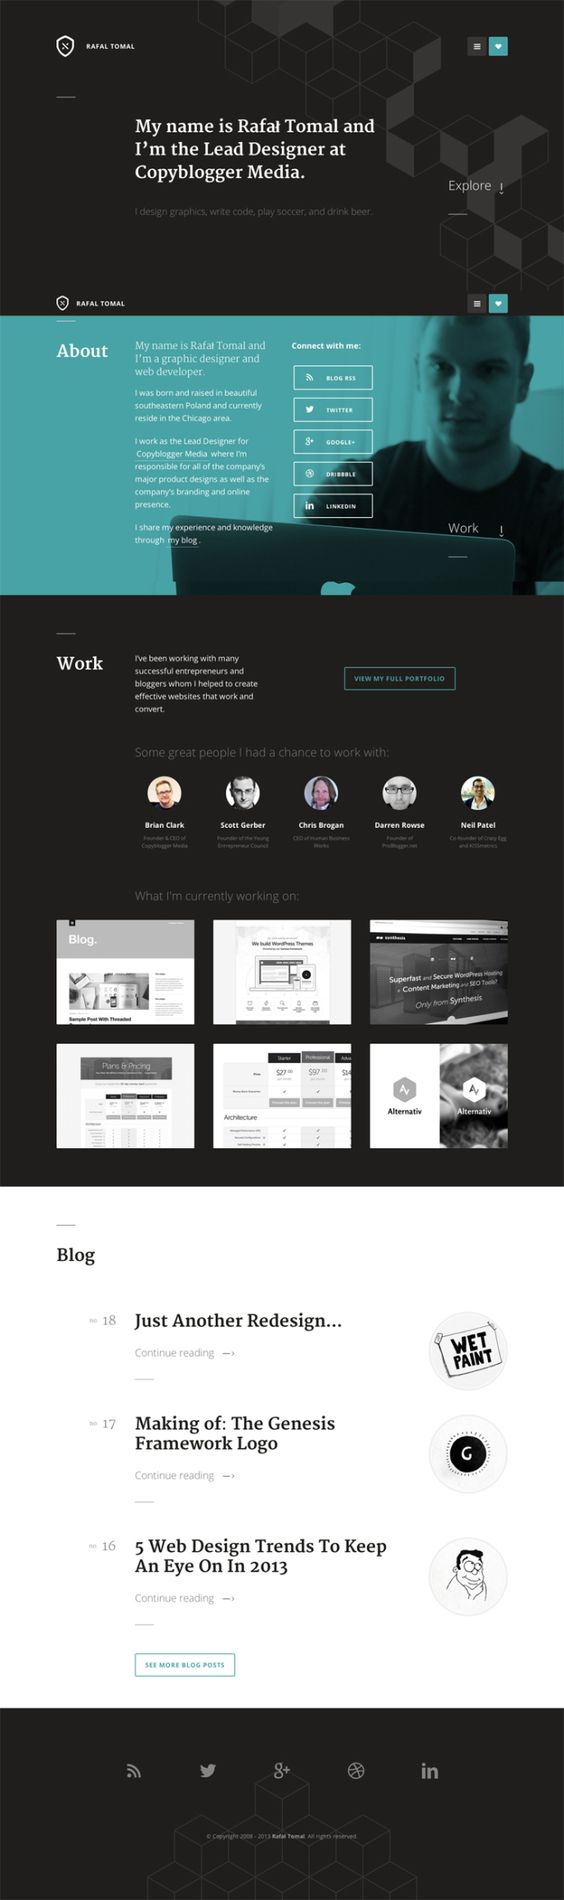 RAFAL TOMAL
My name is Rafał Tomal and
I'm the Lead Designer at
Copyblogger Media.
I design graphics, write code, play soccer, and drink beer.
Explore
RAFAL TOMAL
About
My name is Rafał Tomal and
I'm a graphic designer and
web developer.
I was born and raised in beautiful
southeastern Poland and currently
reside in the Chicago area.
I work as the Lead Designer for
Copyblogger Media where I'm
responsible for all of the company's
major product designs as well as the
company's branding and online
presence.
I share my experience and knowledge
through my blog.
Connect with me:
BLOG RSS
TWITTER
GOOGLE+
DRIBBBLE
LINKEDIN
Work
Work
I've been working with many
successful entrepreneurs and
bloggers whom I helped to create
effective websites that work and
convert.
VIEW MY FULL PORTFOLIO
Some great people I had a chance to work with:
Brian Clark
Founder & CEO of
Copyblogger Media
Scott Gerber
Founder of the Young
Entrepreneur Council
Chris Brogan
CEO of Human Business
Works
Darren Rowse
Founder of
ProBlogger.net
Neil Patel
Co-founder of Crazy Egg
and KISSmetrics
What I'm currently working on:
Blog.
Sample Post With Threaded
We build WordPress Themes
synthesis
Superfast and Secure WordPress Hosting
+ Content Marketing and SEO Tools?
Only from Synthesis
Plans & Pricing
Starter
Professional
Price
$27.00
$97.00
Architecture
Alternativ
Alternativ
Blog
no 18
Just Another Redesign...
Continue reading
WET
PAINT
no 17
Making of: The Genesis
Framework Logo
Continue reading
G
no 16
5 Web Design Trends To Keep
An Eye On In 2013
Continue reading
SEE MORE BLOG POSTS
g+
in
© Copyright 2008 - 2013 Rafał Tomal. All rights reserved.